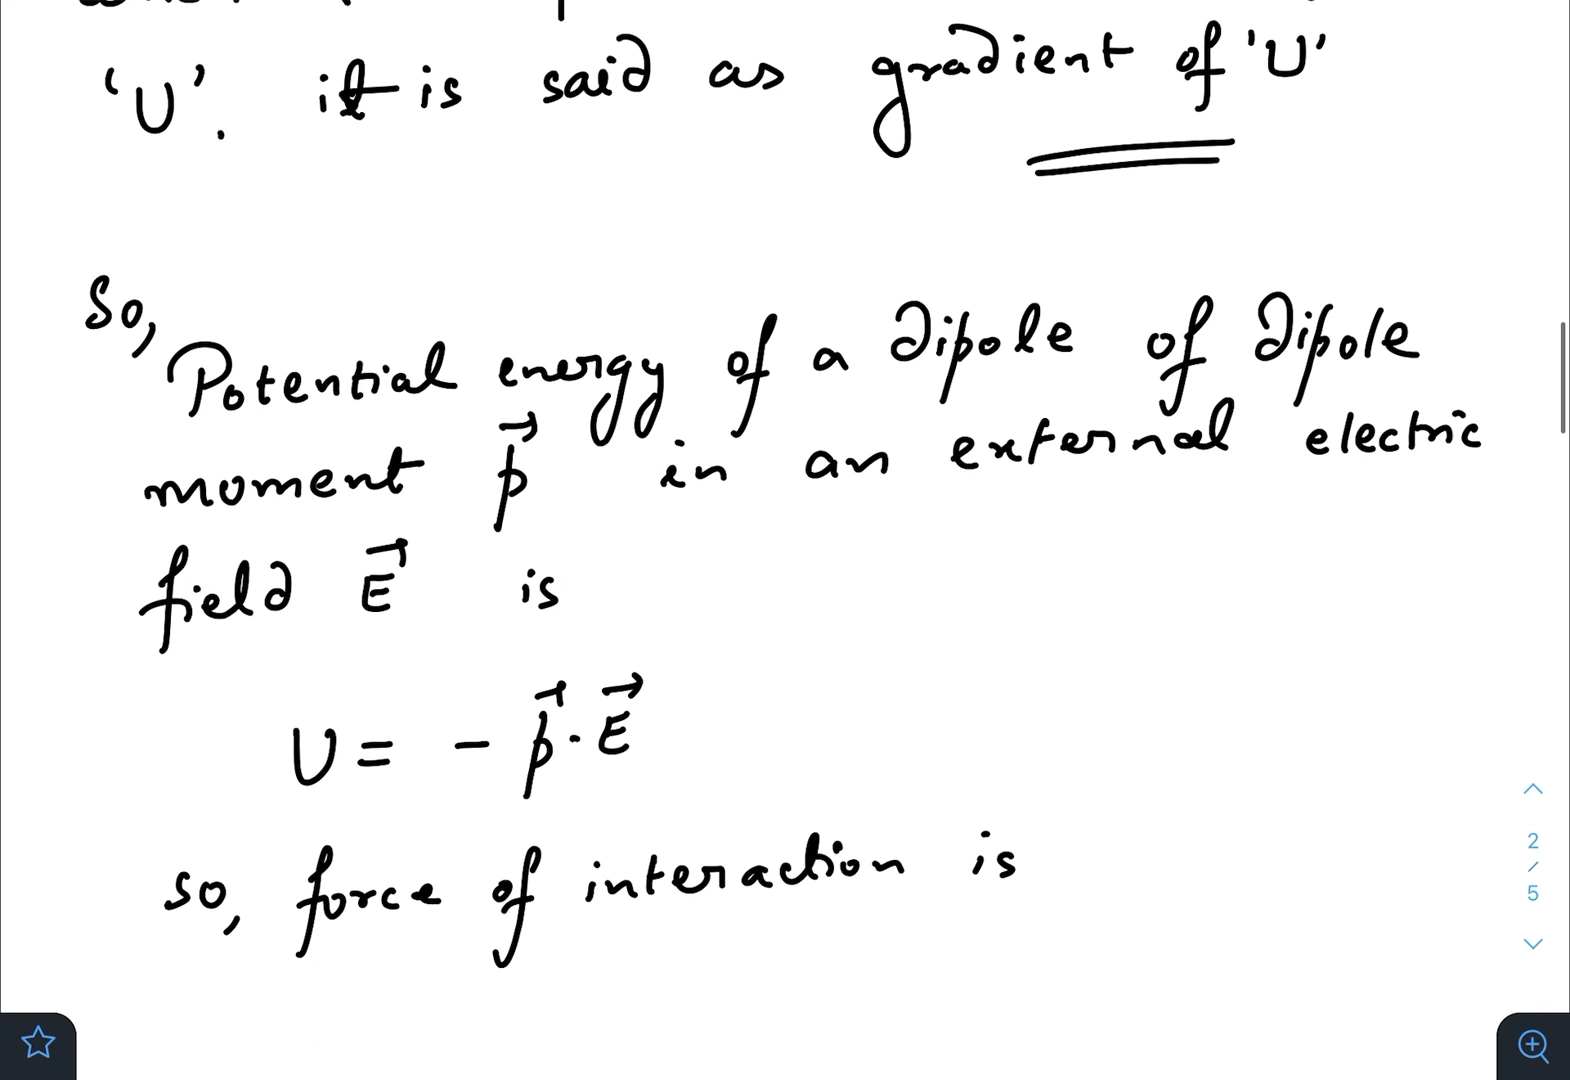 'U'. it is said as gradient of 'U'
So,
Potential energy of a dipole of dipole
moment p⃗ in an external electric
field E⃗ is
U = - p⃗ · E⃗
so, force of interaction is
2
/
5